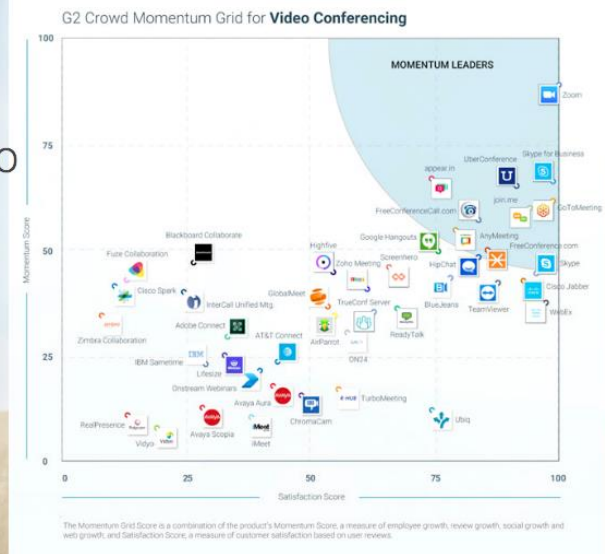 G2 Crowd Momentum Grid for Video Conferencing
100
MOMENTUM LEADERS
Zoom
75
UberConference
Skype for Business
appear.in
join.me
GoToMeeting
FreeConferenceCall.com
Google Hangouts
AnyMeeting
FreeConference.com
Momentum Score
50
Blackboard Collaborate
Highfive
Zoho Meeting
ScreenHero
HipChat
Skype
Fuze Collaboration
Cisco Spark
InterCall Unified Mtg.
GlobalMeet
TrueConf Server
BlueJeans
TeamViewer
Cisco Jabber
WebEx
Zimbra Collaboration
Adobe Connect
AT&T Connect
AirParrot
ReadyTalk
ON24
25
IBM Sametime
Lifesize
Onstream Webinars
Avaya Aura
TurboMeeting
RealPresence
Vidyo
Avaya Scopia
iMeet
ChromaCam
Ubiq
0
0
25
50
75
100
Satisfaction Score
The Momentum Grid Score is a combination of the product's Momentum Score, a measure of employee growth, review growth, social growth and
web growth, and Satisfaction Score, a measure of customer satisfaction based on user reviews.